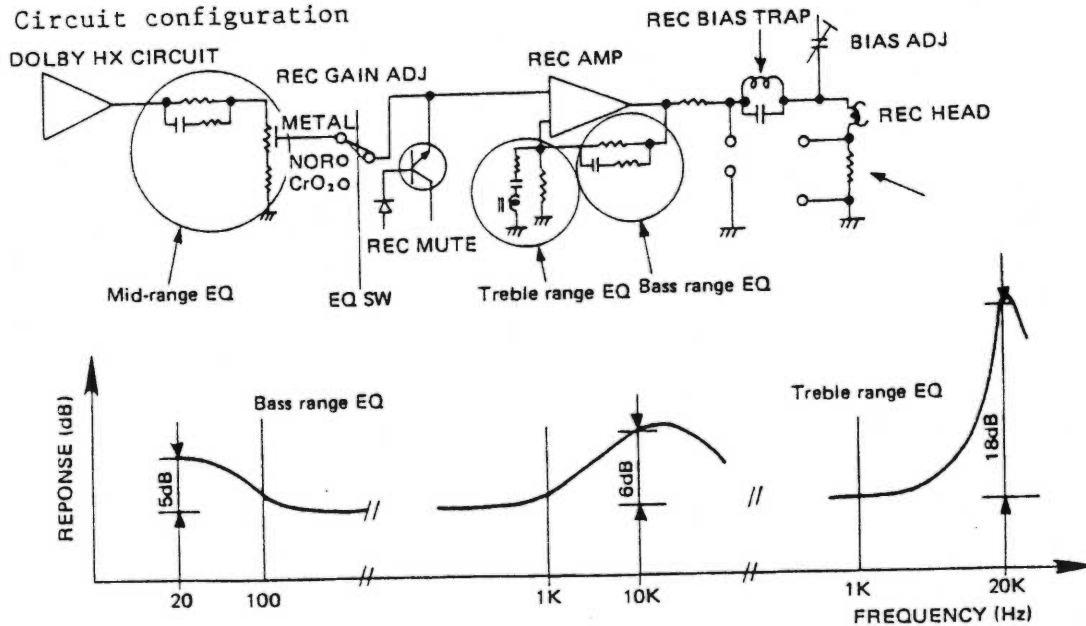 Circuit configuration
DOLBY HX CIRCUIT
REC GAIN ADJ
METAL
NOR
CrO₂
REC MUTE
EQ SW
Mid-range EQ
REC AMP
REC BIAS TRAP
BIAS ADJ
REC HEAD
Treble range EQ
Bass range EQ
REPONSE (dB)
Bass range EQ
5dB
6dB
Treble range EQ
18dB
20
100
1K
10K
1K
20K
FREQUENCY (Hz)